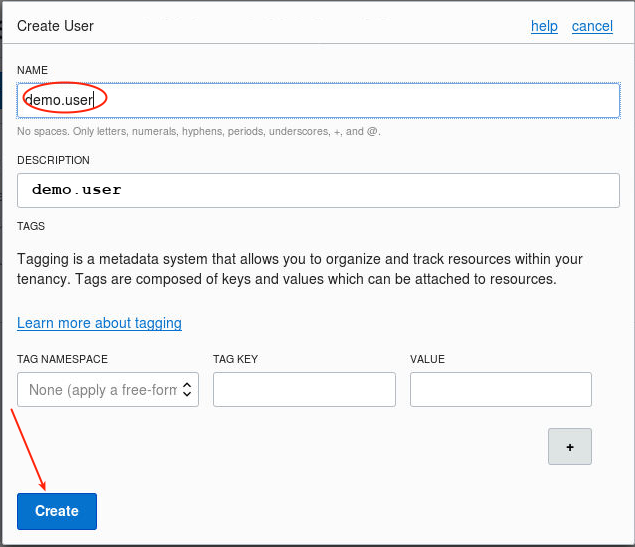 Create User
help
cancel
NAME
demo.user
No spaces. Only letters, numerals, hyphens, periods, underscores, +, and @.
DESCRIPTION
demo.user
TAGS
Tagging is a metadata system that allows you to organize and track resources within your
tenancy. Tags are composed of keys and values which can be attached to resources.
Learn more about tagging
TAG NAMESPACE
TAG KEY
VALUE
None (apply a free-form
+
Create